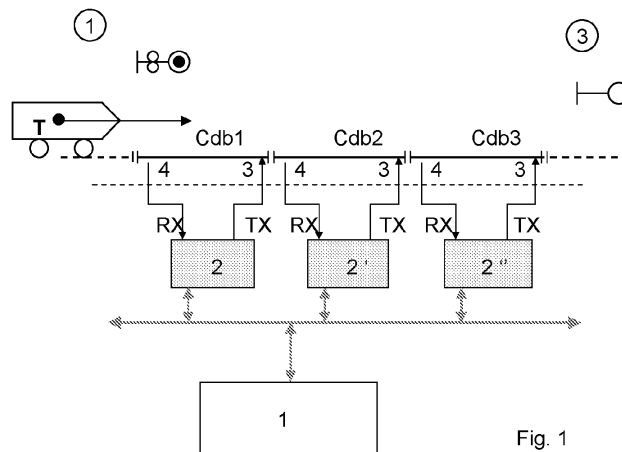 1
3
T
Cdb1 Cdb2 Cdb3
4 3 4 3 4 3
RX TX RX TX RX TX
2 2' 2"
1
Fig. 1